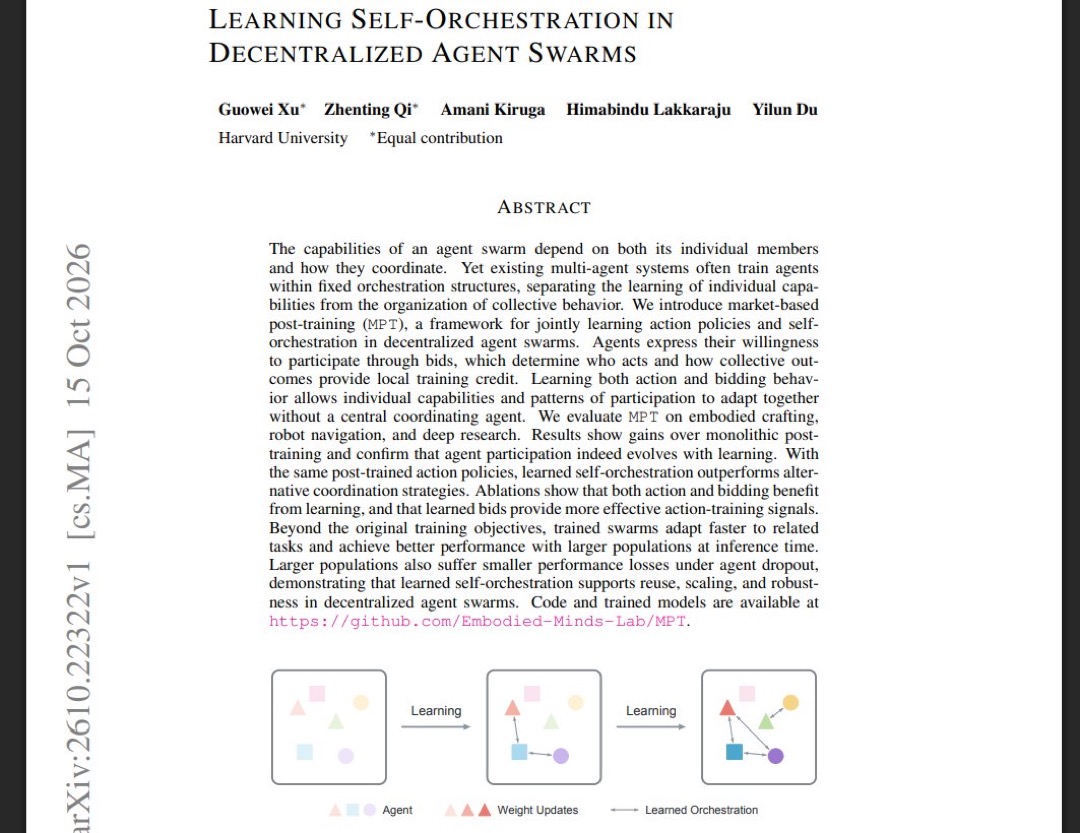 LEARNING SELF-ORCHESTRATION IN
DECENTRALIZED AGENT SWARMS
Guowei Xu* Zhenting Qi* Amani Kiruga Himabindu Lakkaraju Yilun Du
Harvard University *Equal contribution
ABSTRACT
The capabilities of an agent swarm depend on both its individual members
and how they coordinate. Yet existing multi-agent systems often train agents
within fixed orchestration structures, separating the learning of individual capa-
bilities from the organization of collective behavior. We introduce market-based
post-training (MPT), a framework for jointly learning action policies and self-
orchestration in decentralized agent swarms. Agents express their willingness
to participate through bids, which determine who acts and how collective out-
comes provide local training credit. Learning both action and bidding behav-
ior allows individual capabilities and patterns of participation to adapt together
without a central coordinating agent. We evaluate MPT on embodied crafting,
robot navigation, and deep research. Results show gains over monolithic post-
training and confirm that agent participation indeed evolves with learning. With
the same post-trained action policies, learned self-orchestration outperforms alter-
native coordination strategies. Ablations show that both action and bidding benefit
from learning, and that learned bids provide more effective action-training signals.
Beyond the original training objectives, trained swarms adapt faster to related
tasks and achieve better performance with larger populations at inference time.
Larger populations also suffer smaller performance losses under agent dropout,
demonstrating that learned self-orchestration supports reuse, scaling, and robust-
ness in decentralized agent swarms. Code and trained models are available at
https://github.com/Embodied-Minds-Lab/MPT.
Learning
Learning
Agent
Weight Updates
Learned Orchestration
arXiv:2610.22322v1 [cs.MA] 15 Oct 2026